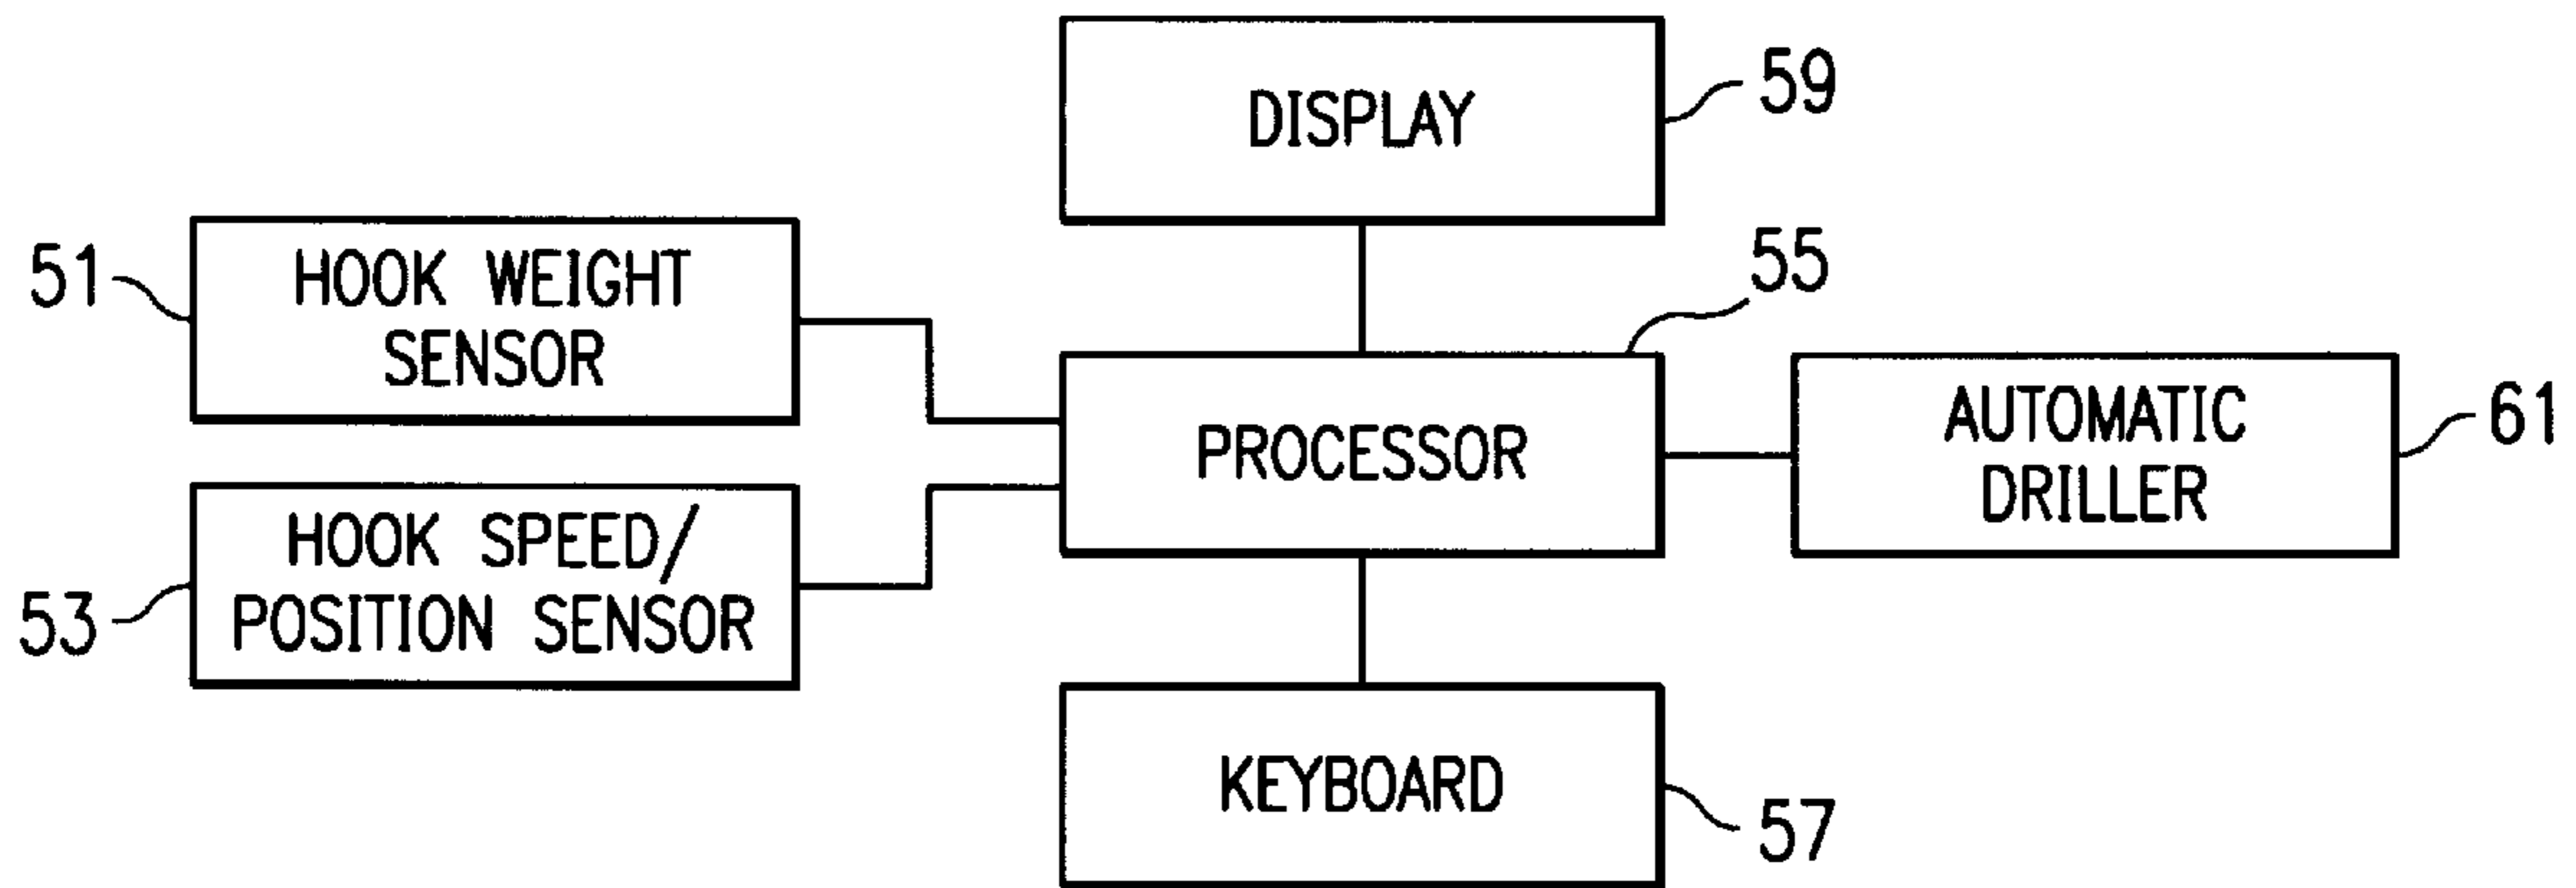 DISPLAY
59
51
HOOK WEIGHT
SENSOR
55
PROCESSOR
AUTOMATIC
DRILLER
61
HOOK SPEED/
POSITION SENSOR
53
KEYBOARD
57